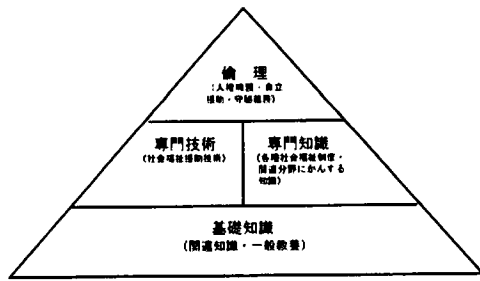 倫理
(人権尊重・自立
援助・守秘義務)
専門技術
(社会福祉援助技術)
専門知識
(各種社会福祉制度・
関連分野にかんする
知識)
基礎知識
(関連知識・一般教養)